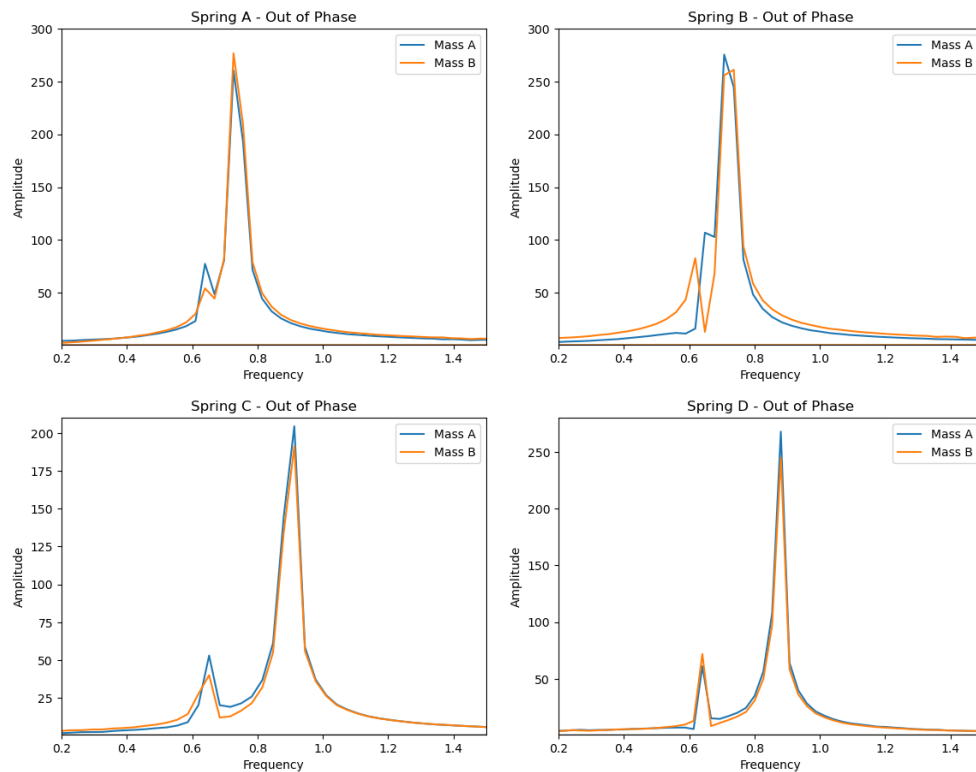 Spring A - Out of Phase
300
250
200
150
100
50
Amplitude
Mass A
Mass B
0.2 0.4 0.6 0.8 1.0 1.2 1.4
Frequency
Spring B - Out of Phase
300
250
200
150
100
50
Amplitude
Mass A
Mass B
0.2 0.4 0.6 0.8 1.0 1.2 1.4
Frequency
Spring C - Out of Phase
200
175
150
125
100
75
50
25
Amplitude
Mass A
Mass B
0.2 0.4 0.6 0.8 1.0 1.2 1.4
Frequency
Spring D - Out of Phase
250
200
150
100
50
Amplitude
Mass A
Mass B
0.2 0.4 0.6 0.8 1.0 1.2 1.4
Frequency